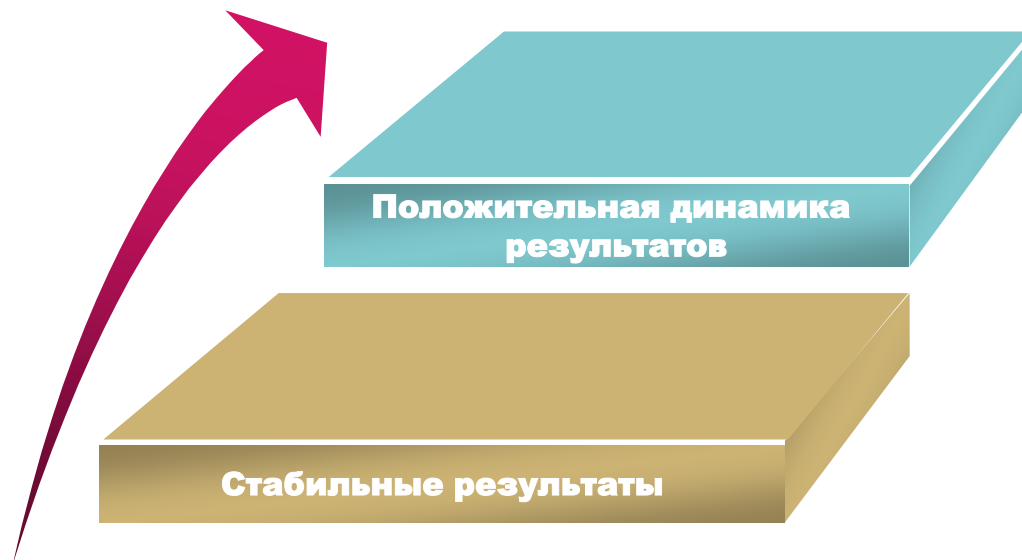 Положительная динамика
результатов
Стабильные результаты